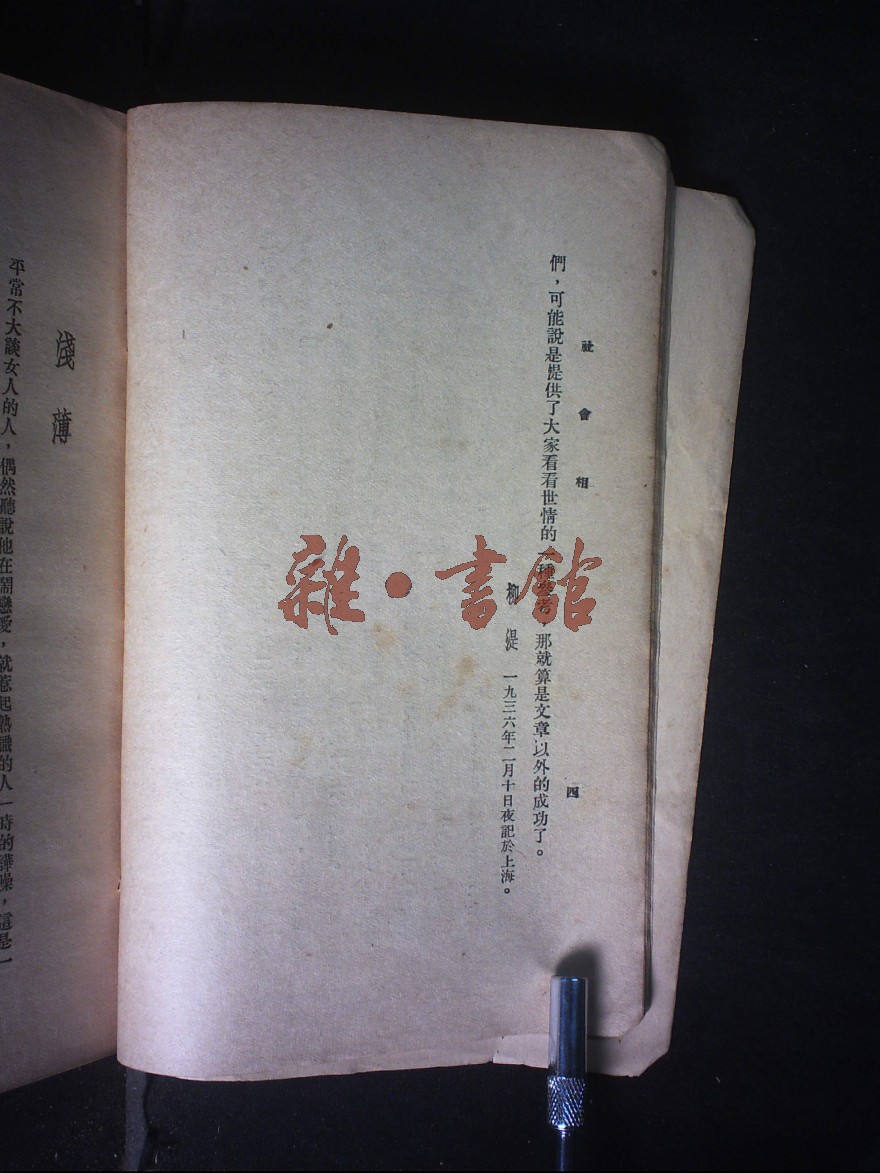 社會相
四
們，可能說是提供了大家看看世情的一種參考，那就算是文章以外的成功了。
柳緹 一九三六年二月十日夜記於上海。
雜·書館
淺薄
平常不大談女人的人，偶然聽說他在鬧戀愛，就惹起熟識的人一時的譁噪，這是一